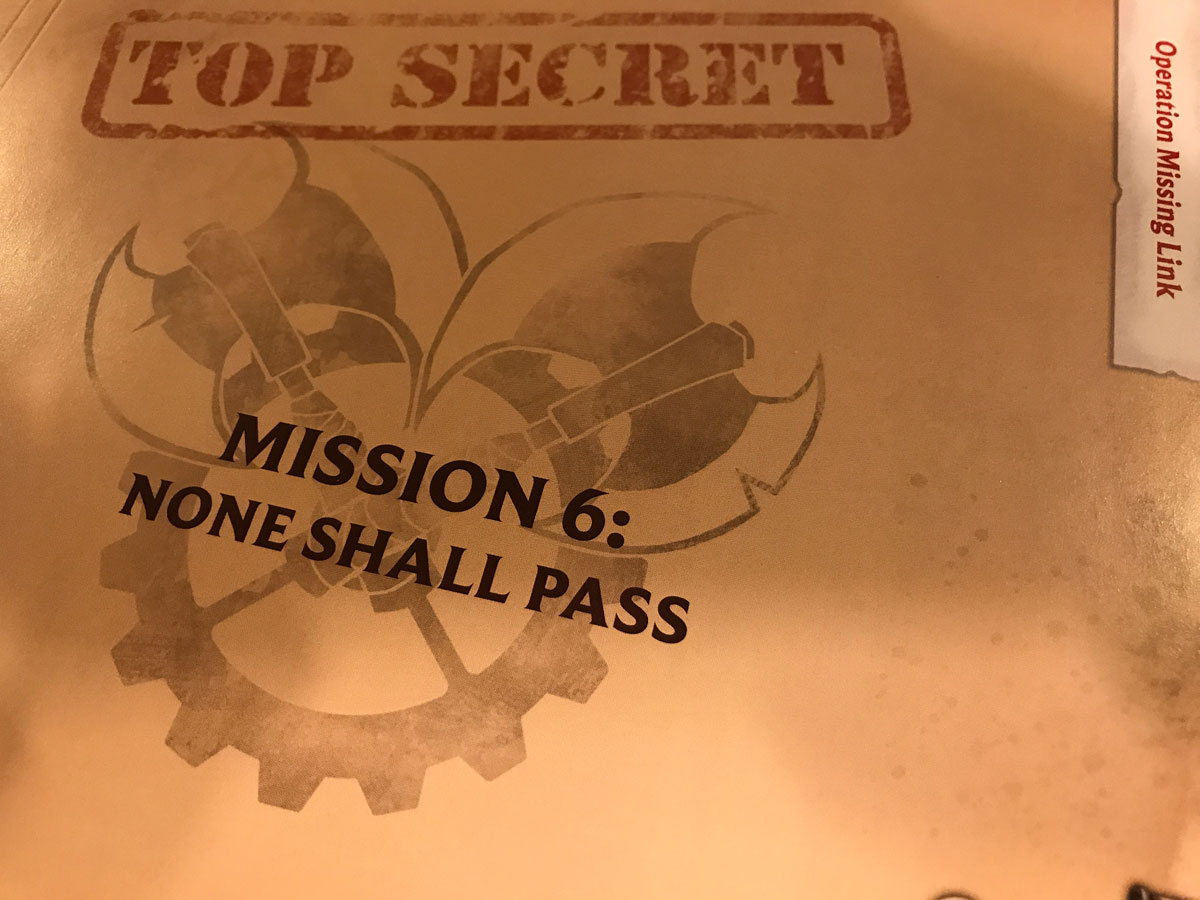 TOP SECRET
Operation Missing Link
MISSION 6:
NONE SHALL PASS